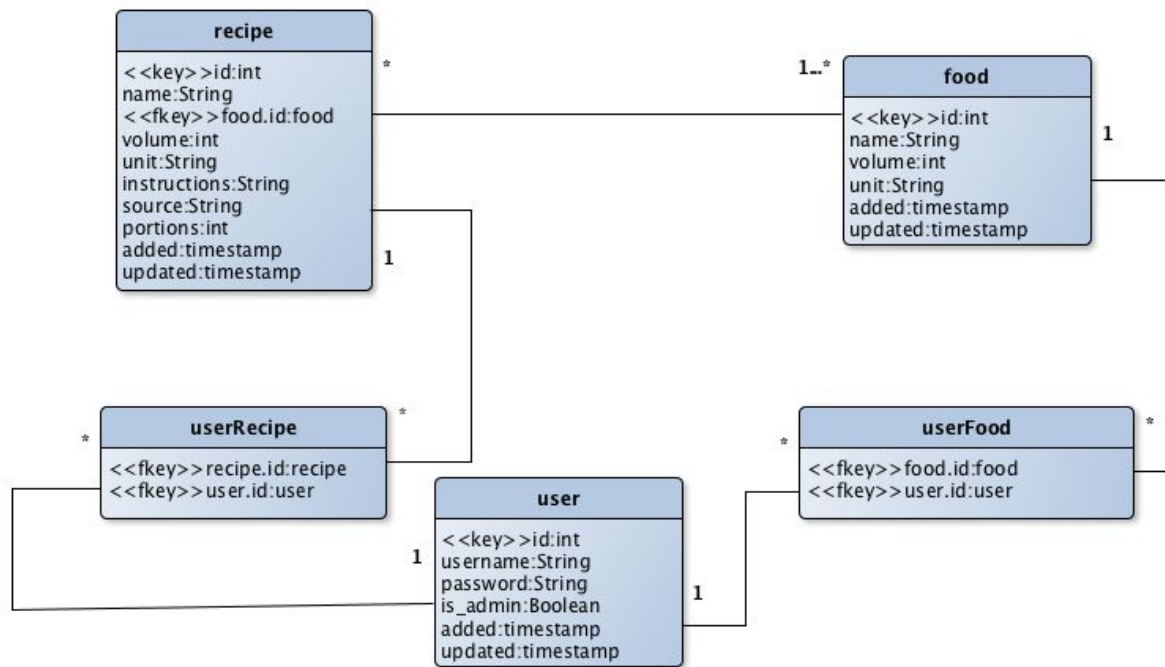 recipe
<<key>>id:int
name:String
<<fkey>>food.id:food
volume:int
unit:String
instructions:String
source:String
portions:int
added:timestamp
updated:timestamp
*
1...*
food
<<key>>id:int
name:String
volume:int
unit:String
added:timestamp
updated:timestamp
1
1
*
userRecipe
*
<<fkey>>recipe.id:recipe
<<fkey>>user.id:user
*
userFood
*
<<fkey>>food.id:food
<<fkey>>user.id:user
1
user
<<key>>id:int
username:String
password:String
is_admin:Boolean
added:timestamp
updated:timestamp
1